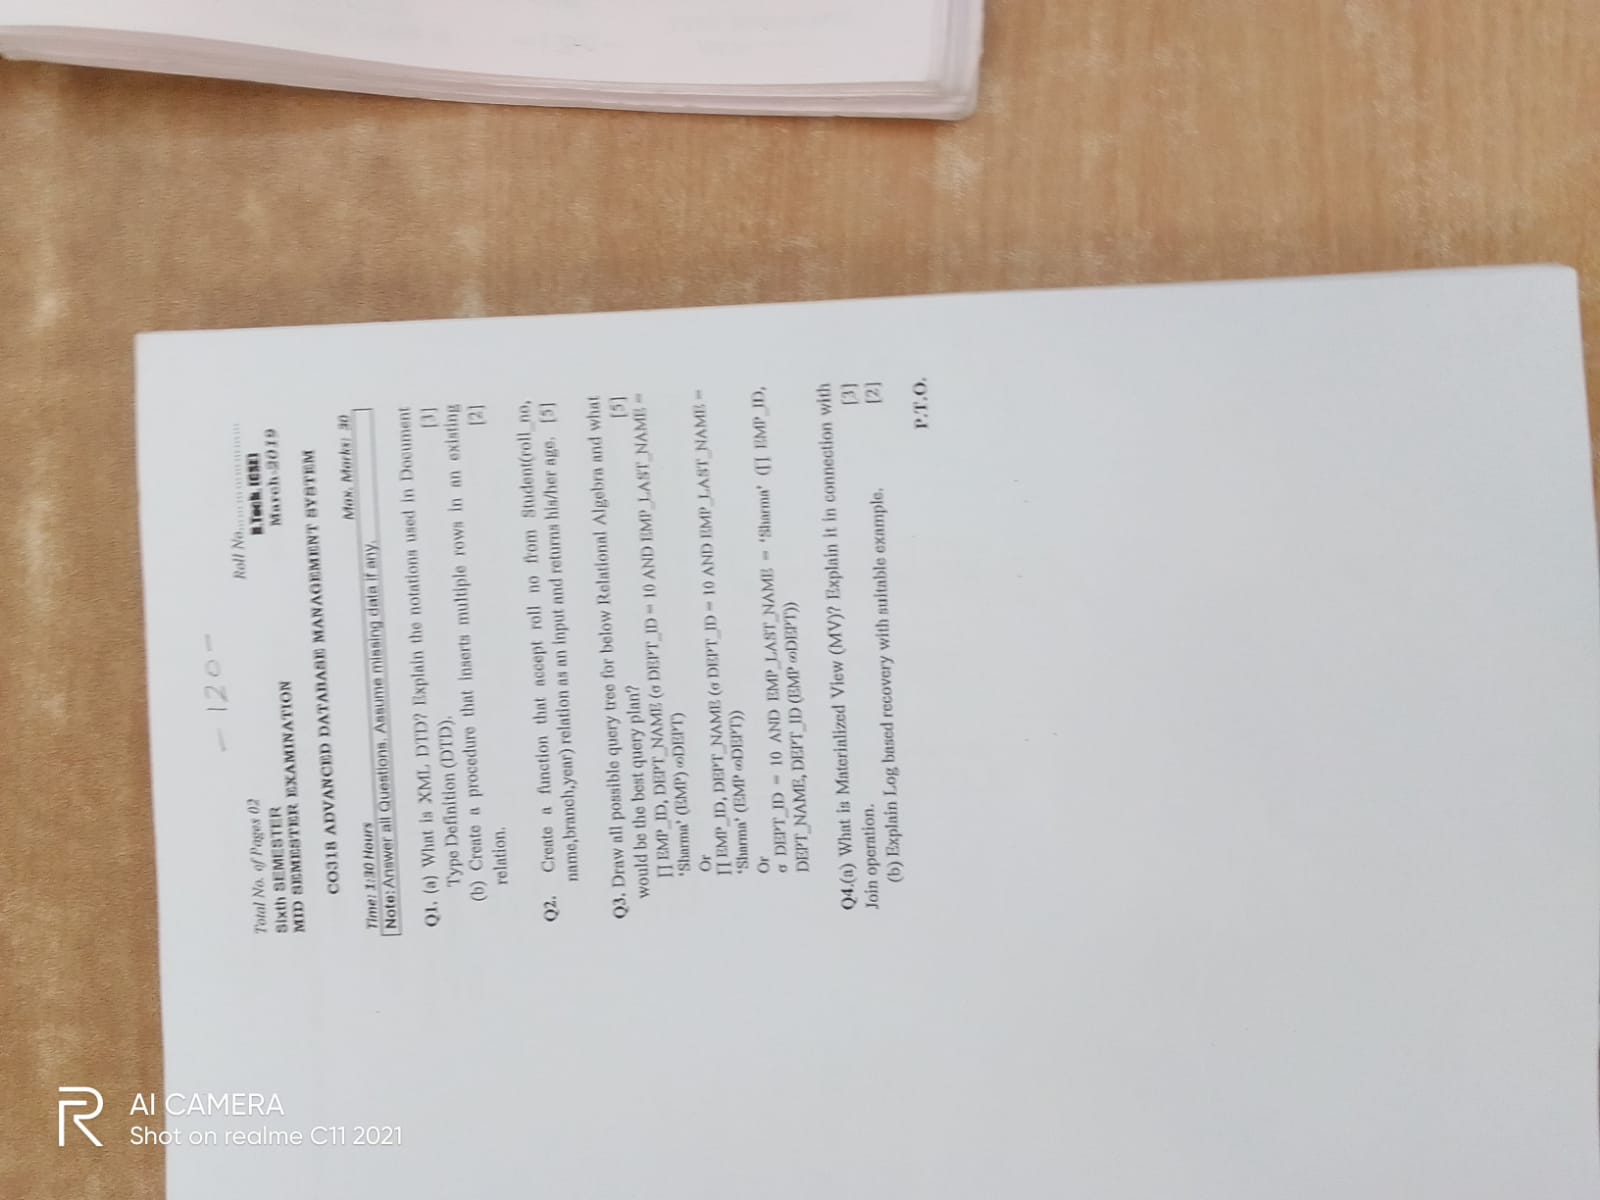 - 120 -
Total No. of Pages 02 Roll No.
Sixth SEMESTER B.Tech. [CSE]
MID SEMESTER EXAMINATION March-2019
CO318 ADVANCED DATABASE MANAGEMENT SYSTEM
Time: 1:30 Hours Max. Marks: 30
Note: Answer all Questions. Assume missing data if any.
Q1. (a) What is XML DTD? Explain the notations used in Document
Type Definition (DTD). [3]
(b) Create a procedure that inserts multiple rows in an existing
relation. [2]
Q2. Create a function that accept roll no from Student(roll_no,
name,branch,year) relation as an input and returns his/her age. [5]
Q3. Draw all possible query tree for below Relational Algebra and what
would be the best query plan? [5]
∏ EMP_ID, DEPT_NAME (σ DEPT_ID = 10 AND EMP_LAST_NAME =
'Sharma' (EMP) ∞DEPT)
Or
∏ EMP_ID, DEPT_NAME (σ DEPT_ID = 10 AND EMP_LAST_NAME =
'Sharma' (EMP ∞DEPT))
Or
σ DEPT_ID = 10 AND EMP_LAST_NAME = 'Sharma' (∏ EMP_ID,
DEPT_NAME, DEPT_ID (EMP ∞DEPT))
Q4.(a) What is Materialized View (MV)? Explain it in connection with
Join operation. [3]
(b) Explain Log based recovery with suitable example. [2]
P.T.O.
R AI CAMERA
Shot on realme C11 2021